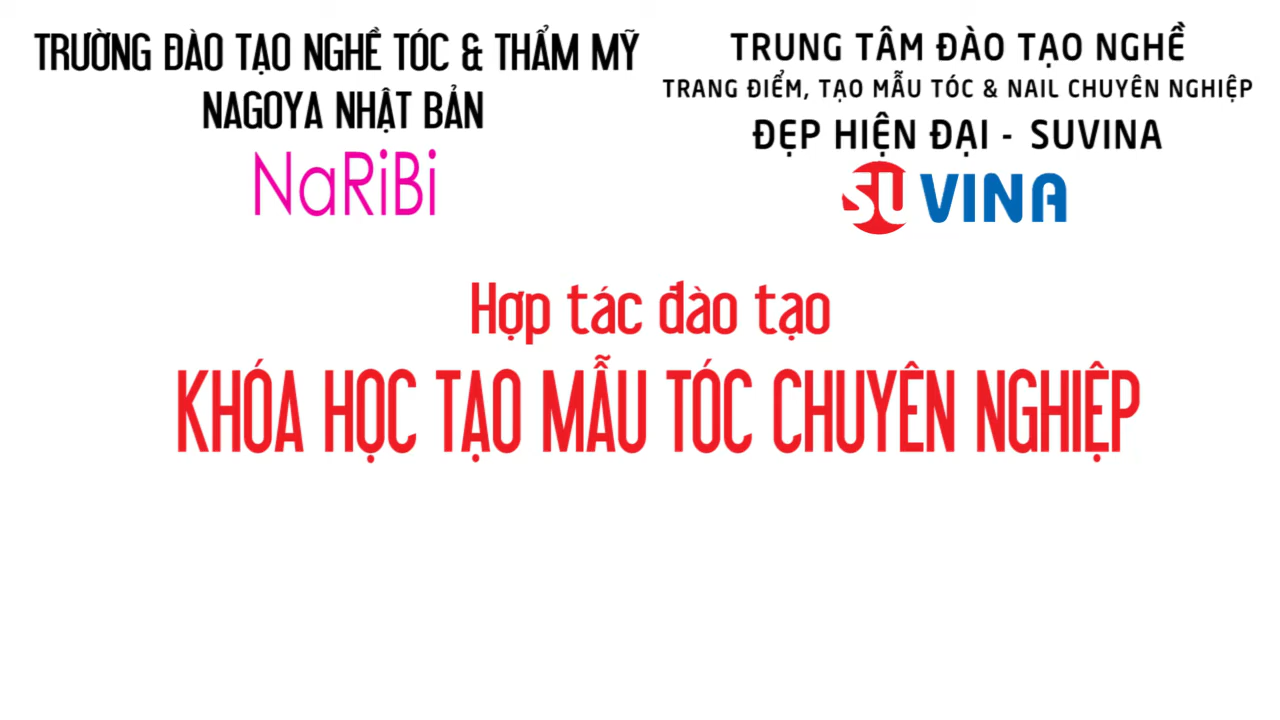 TRƯỜNG ĐÀO TẠO NGHỀ TÓC & THẨM MỸ
NAGOYA NHẬT BẢN
NaRiBi
TRUNG TÂM ĐÀO TẠO NGHỀ
TRANG ĐIỂM, TẠO MẪU TÓC & NAIL CHUYÊN NGHIỆP
ĐẸP HIỆN ĐẠI - SUVINA
SU VINA
Hợp tác đào tạo
KHÓA HỌC TẠO MẪU TÓC CHUYÊN NGHIỆP